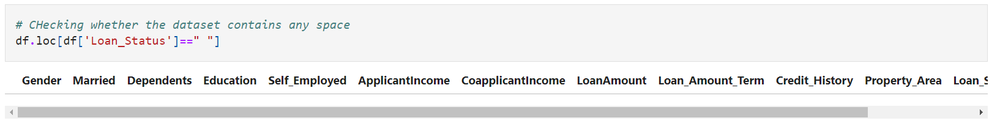 # CHecking whether the dataset contains any space
df.loc[df['Loan_Status']==" "]
Gender Married Dependents Education Self_Employed ApplicantIncome CoapplicantIncome LoanAmount Loan_Amount_Term Credit_History Property_Area Loan_S